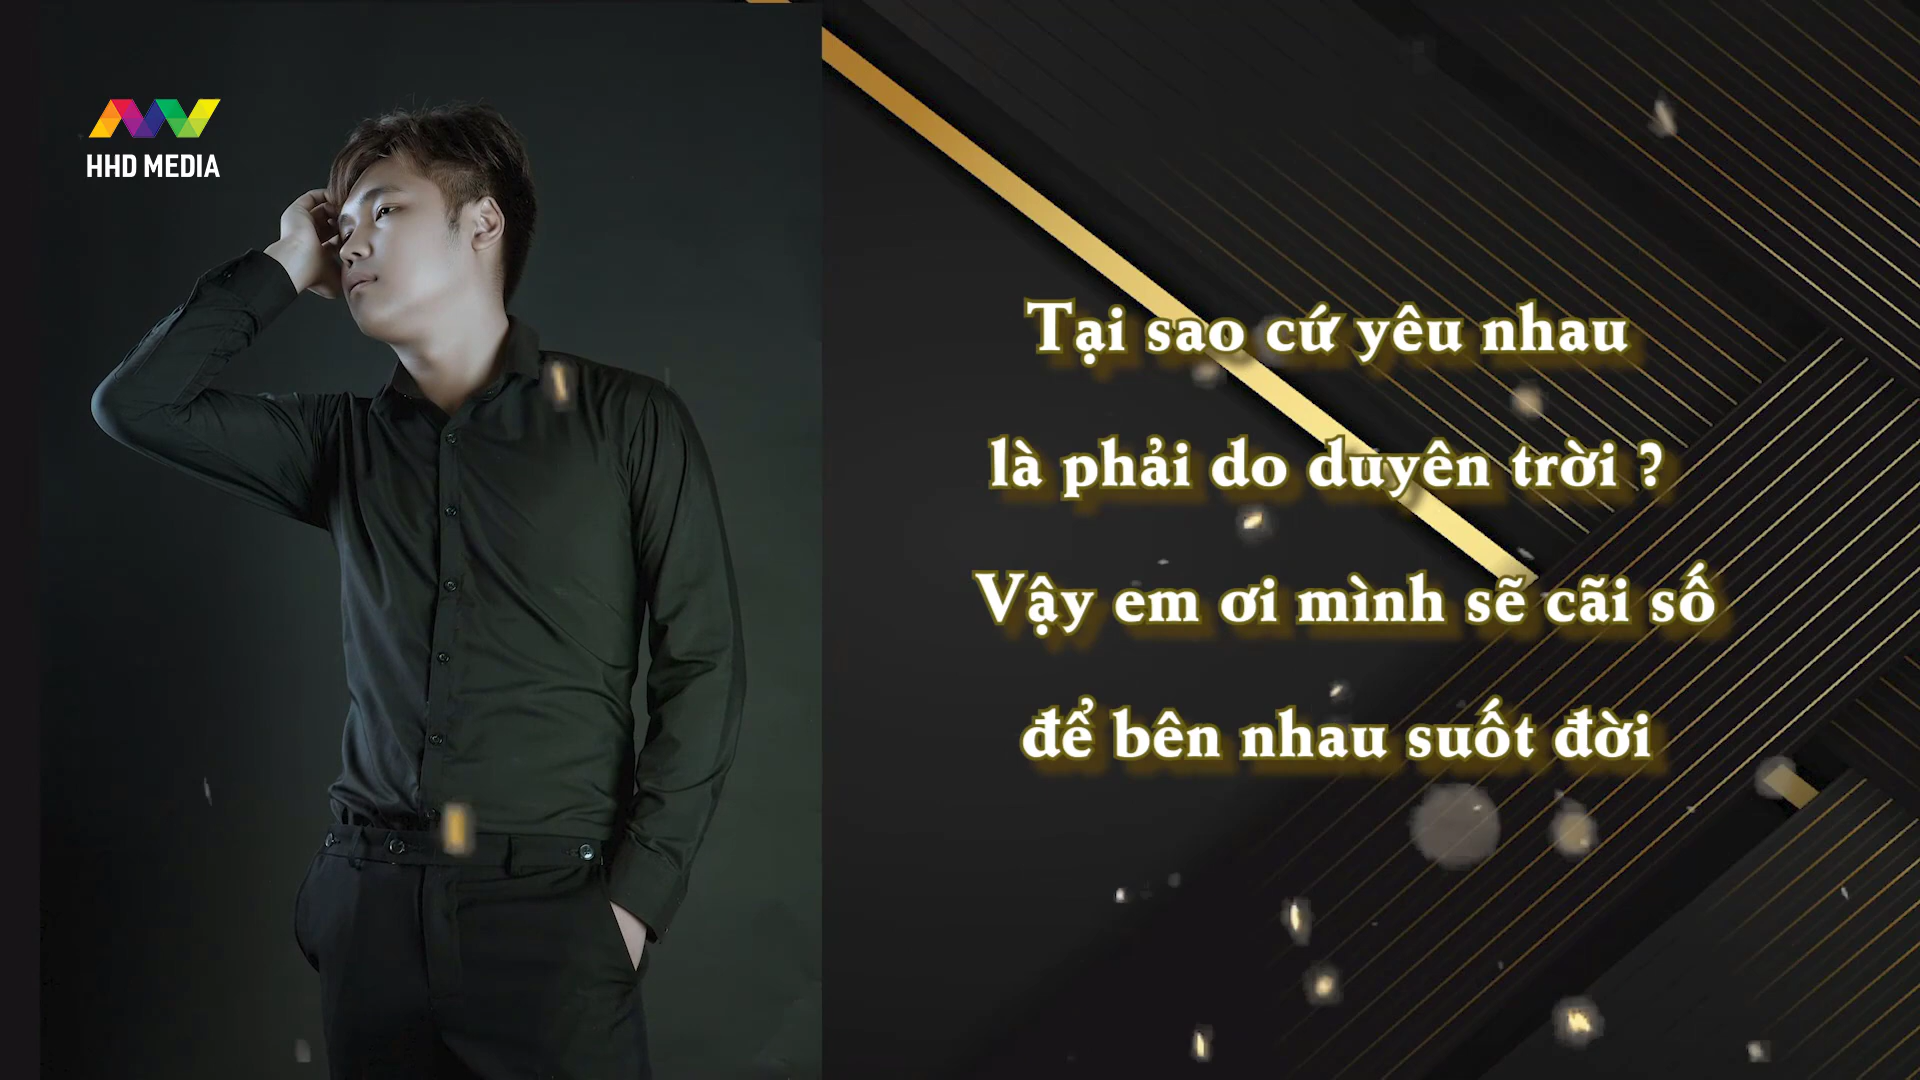 HHD MEDIA
Tại sao cứ yêu nhau
là phải do duyên trời ?
Vậy em ơi mình sẽ cãi số
để bên nhau suốt đời